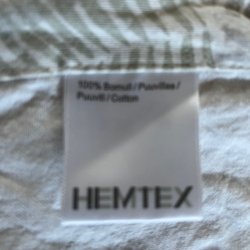 100% Bomull / Puuvillaa /
Puuvill / Cotton
HEMTEX